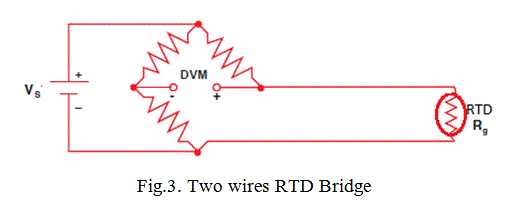 DVM
+
Vs
- +
−
RTD
Rg
Fig.3. Two wires RTD Bridge